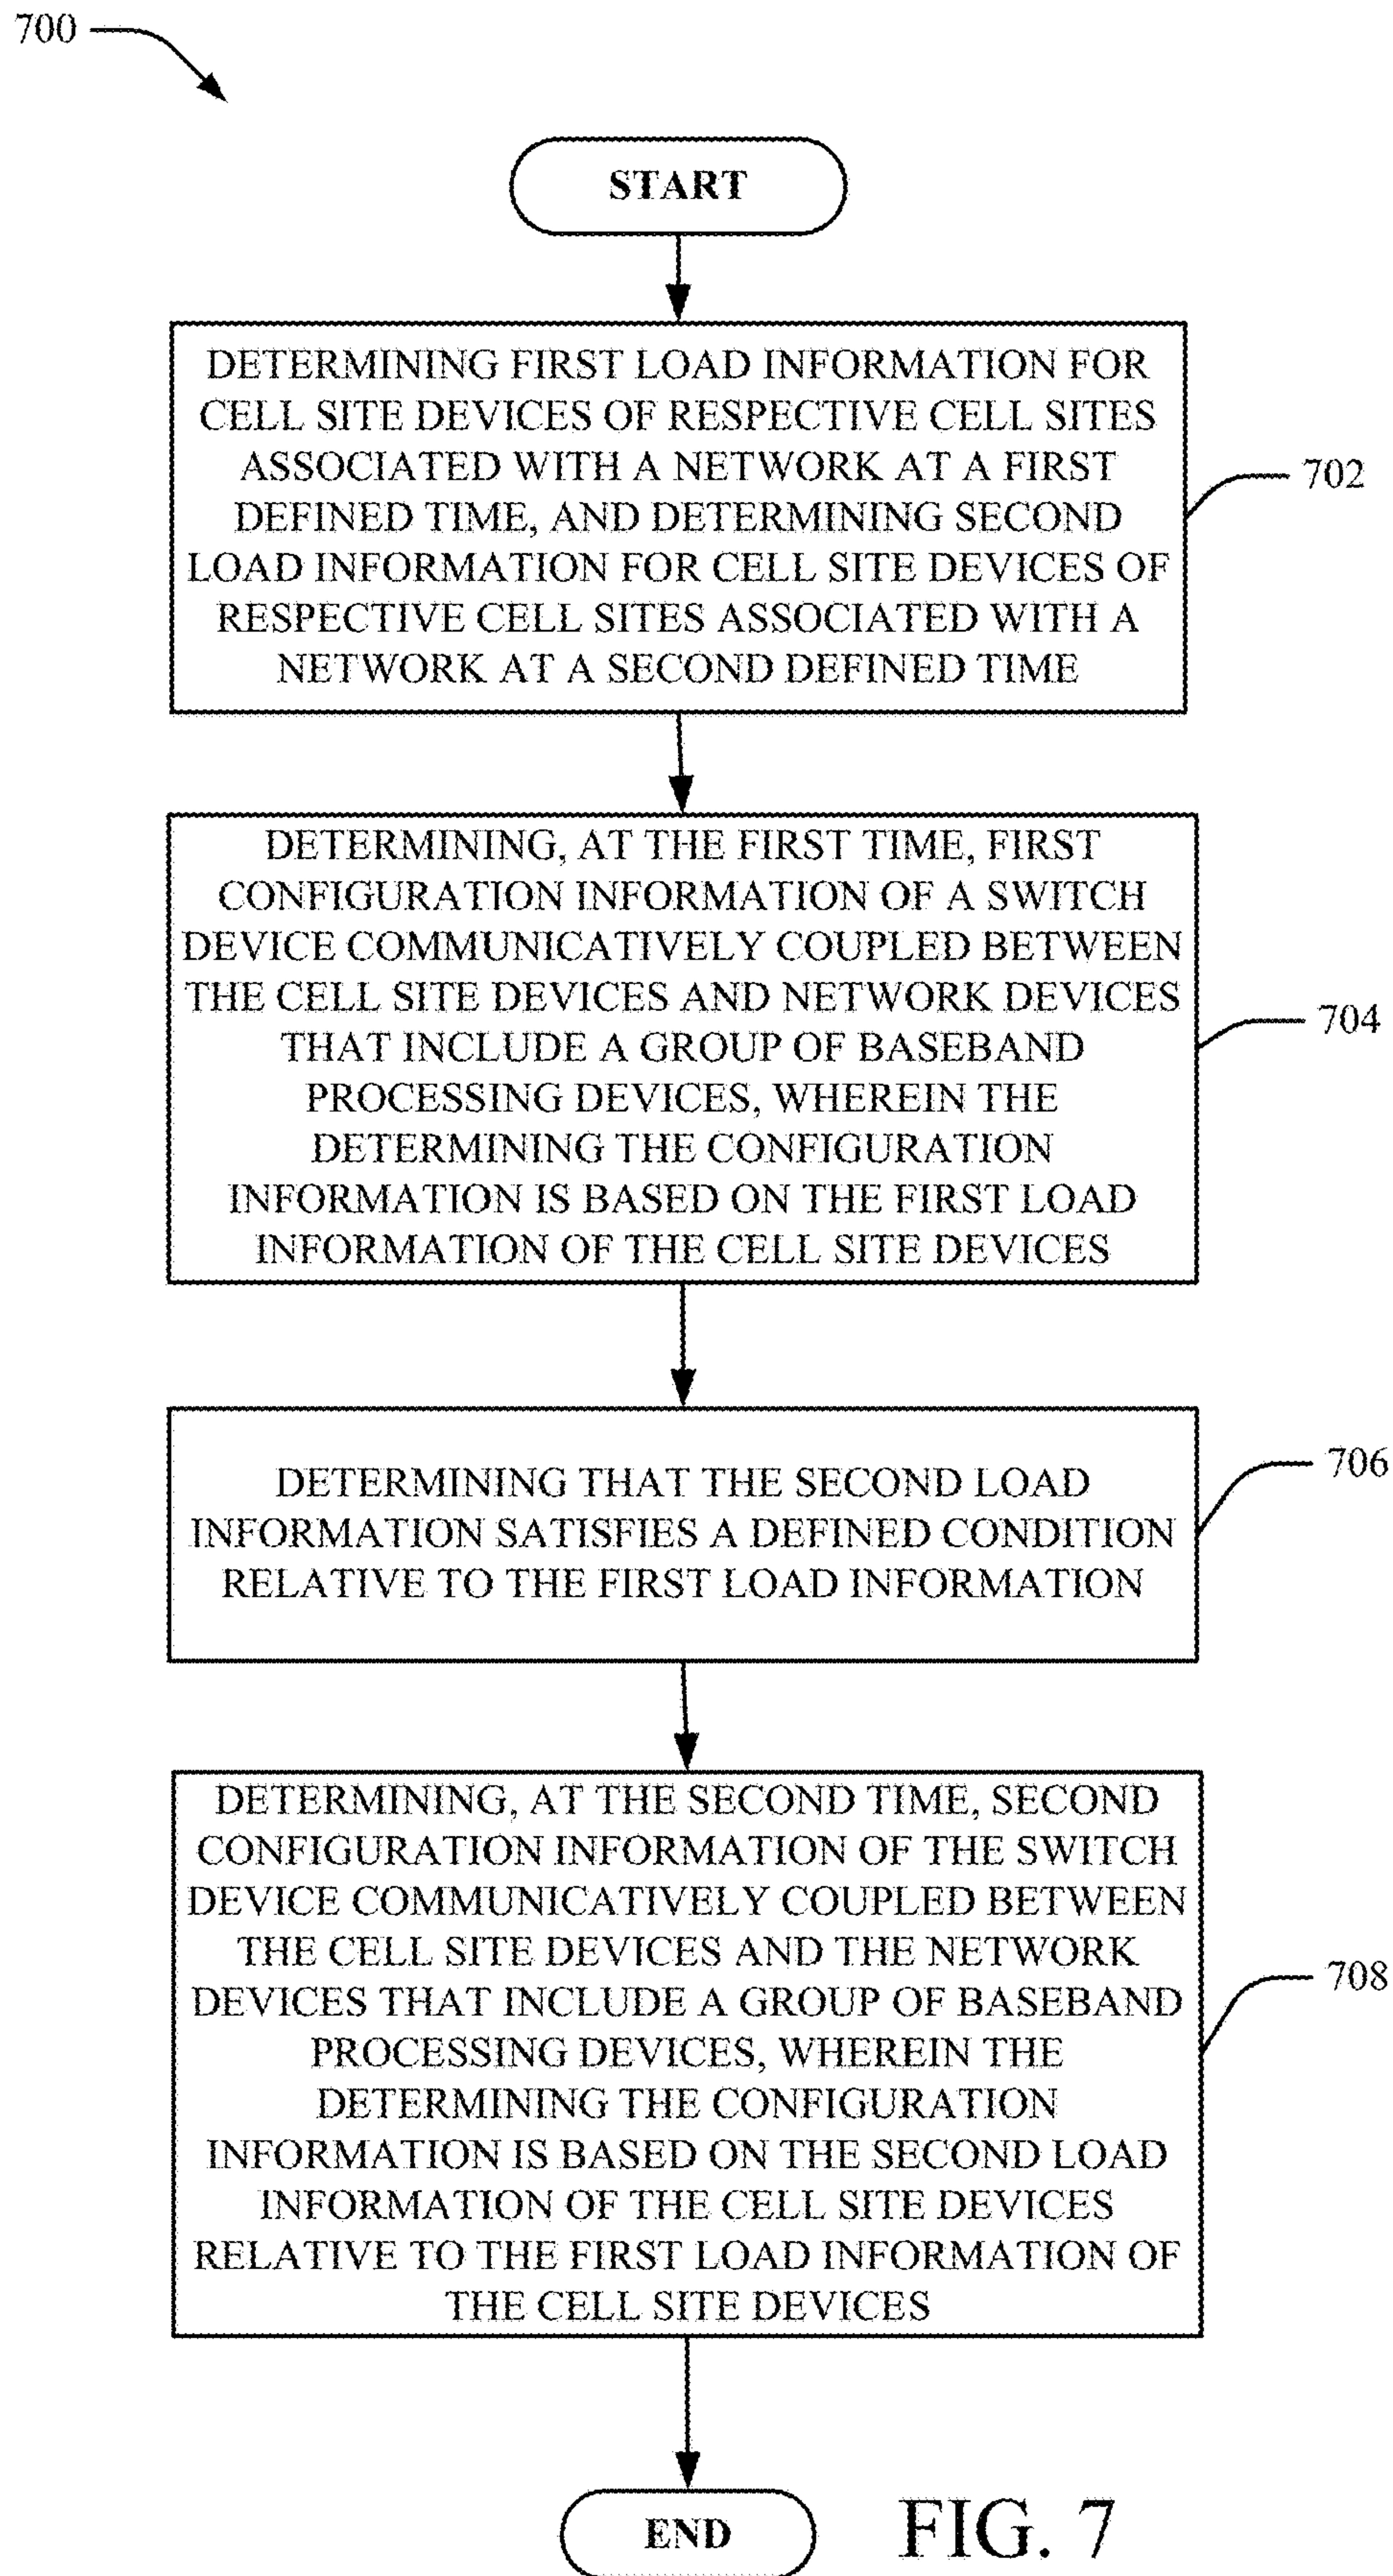 700
START
DETERMINING FIRST LOAD INFORMATION FOR
CELL SITE DEVICES OF RESPECTIVE CELL SITES
ASSOCIATED WITH A NETWORK AT A FIRST
DEFINED TIME, AND DETERMINING SECOND
LOAD INFORMATION FOR CELL SITE DEVICES OF
RESPECTIVE CELL SITES ASSOCIATED WITH A
NETWORK AT A SECOND DEFINED TIME
702
DETERMINING, AT THE FIRST TIME, FIRST
CONFIGURATION INFORMATION OF A SWITCH
DEVICE COMMUNICATIVELY COUPLED BETWEEN
THE CELL SITE DEVICES AND NETWORK DEVICES
THAT INCLUDE A GROUP OF BASEBAND
PROCESSING DEVICES, WHEREIN THE
DETERMINING THE CONFIGURATION
INFORMATION IS BASED ON THE FIRST LOAD
INFORMATION OF THE CELL SITE DEVICES
704
DETERMINING THAT THE SECOND LOAD
INFORMATION SATISFIES A DEFINED CONDITION
RELATIVE TO THE FIRST LOAD INFORMATION
706
DETERMINING, AT THE SECOND TIME, SECOND
CONFIGURATION INFORMATION OF THE SWITCH
DEVICE COMMUNICATIVELY COUPLED BETWEEN
THE CELL SITE DEVICES AND THE NETWORK
DEVICES THAT INCLUDE A GROUP OF BASEBAND
PROCESSING DEVICES, WHEREIN THE
DETERMINING THE CONFIGURATION
INFORMATION IS BASED ON THE SECOND LOAD
INFORMATION OF THE CELL SITE DEVICES
RELATIVE TO THE FIRST LOAD INFORMATION OF
THE CELL SITE DEVICES
708
END
FIG. 7